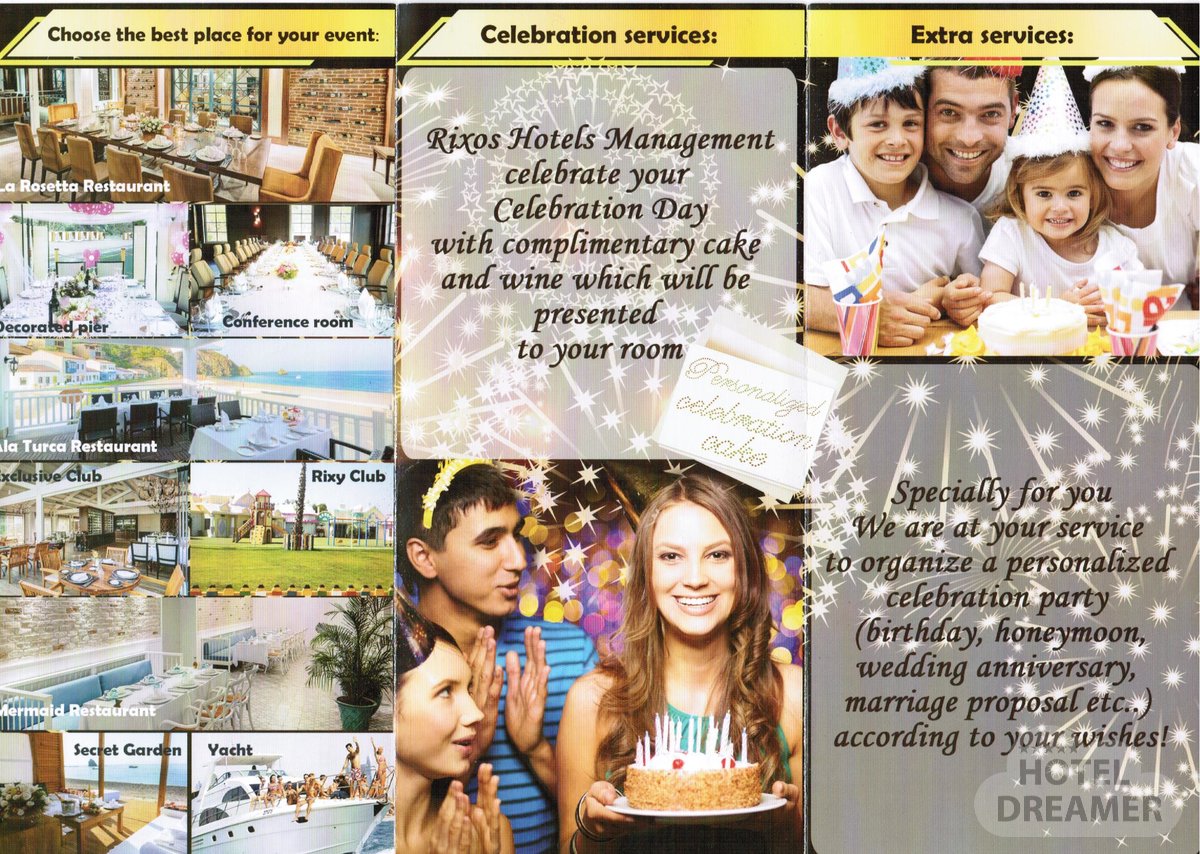 Choose the best place for your event:
La Rosetta Restaurant
Decorated pier
Conference room
Ala Turca Restaurant
Exclusive Club
Rixy Club
Mermaid Restaurant
Secret Garden
Yacht
Celebration services:
Rixos Hotels Management
celebrate your
Celebration Day
with complimentary cake
and wine which will be
presented
to your room
Personalized
celebrations
cake
Extra services:
Specially for you
We are at your service
to organize a personalized
celebration party
(birthday, honeymoon,
wedding anniversary,
marriage proposal etc..)
according to your wishes!
HOTEL
DREAMER